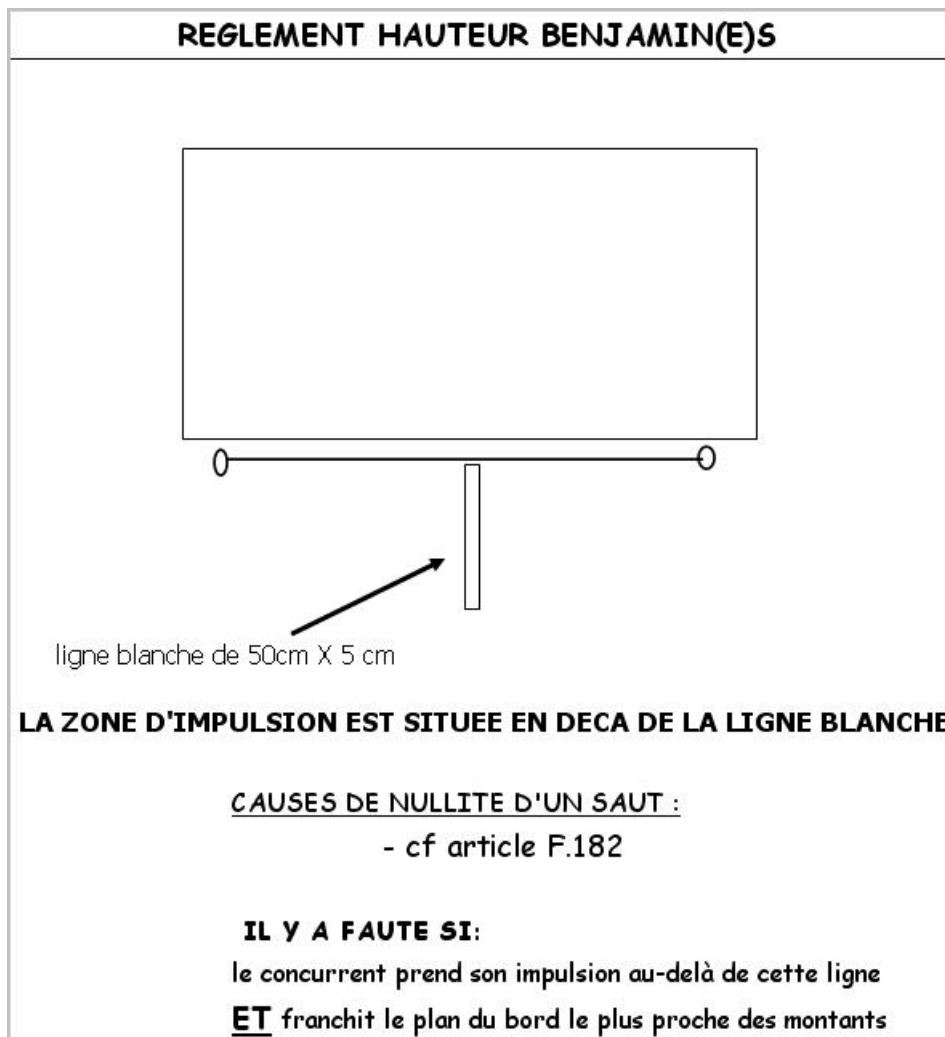 REGLEMENT HAUTEUR BENJAMIN(E)S
ligne blanche de 50cm X 5 cm
LA ZONE D'IMPULSION EST SITUEE EN DECA DE LA LIGNE BLANCHE
CAUSES DE NULLITE D'UN SAUT :
- cf article F.182
IL Y A FAUTE SI:
le concurrent prend son impulsion au-delà de cette ligne
ET franchit le plan du bord le plus proche des montants